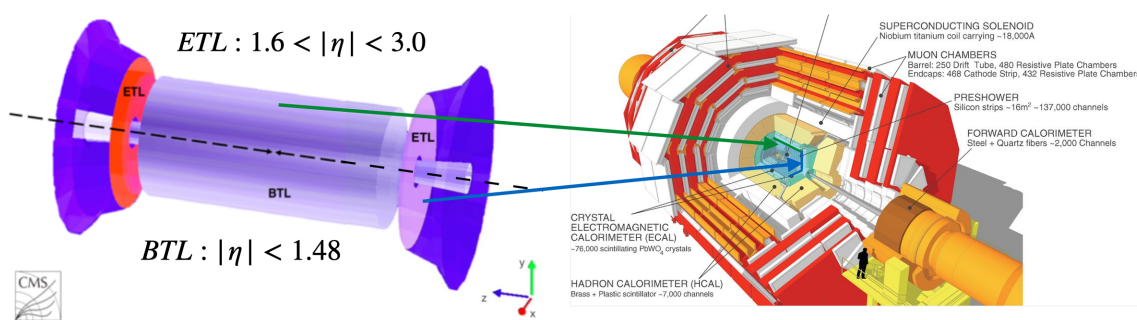 ETL : 1.6 < |η| < 3.0
ETL
ETL
BTL
BTL : |η| < 1.48
CMS
y
z
x
SUPERCONDUCTING SOLENOID
Niobium titanium coil carrying ~18,000A
MUON CHAMBERS
Barrel: 250 Drift Tube, 480 Resistive Plate Chambers
Endcaps: 468 Cathode Strip, 432 Resistive Plate Chambers
PRESHOWER
Silicon strips ~16m² ~137,000 channels
FORWARD CALORIMETER
Steel + Quartz fibers ~2,000 Channels
CRYSTAL
ELECTROMAGNETIC
CALORIMETER (ECAL)
~76,000 scintillating PbWO₄ crystals
HADRON CALORIMETER (HCAL)
Brass + Plastic scintillator ~7,000 channels